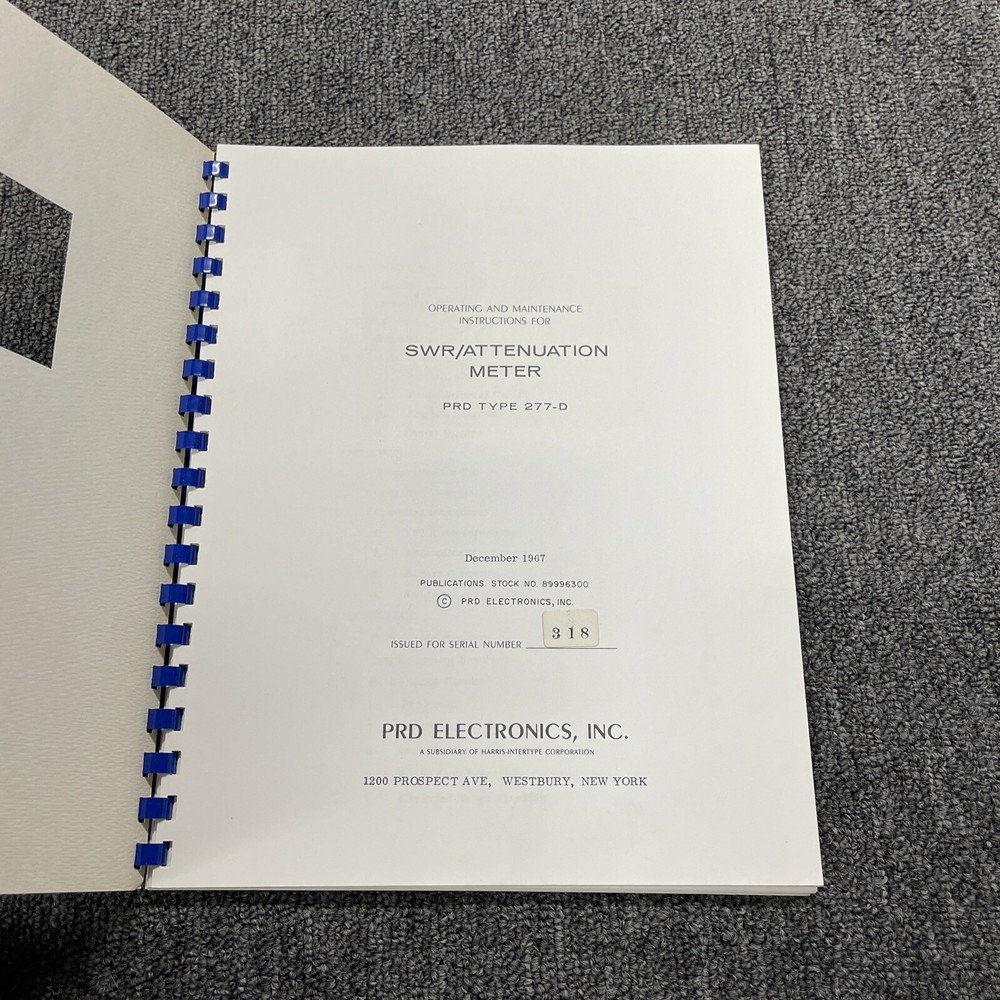 OPERATING AND MAINTENANCE
INSTRUCTIONS FOR
SWR/ATTENUATION
METER
PRD TYPE 277-D
December 1967
PUBLICATIONS STOCK NO. 89996300
© PRD ELECTRONICS, INC.
ISSUED FOR SERIAL NUMBER 318
PRD ELECTRONICS, INC.
A SUBSIDIARY OF HARRIS-INTERTYPE CORPORATION
1200 PROSPECT AVE, WESTBURY, NEW YORK